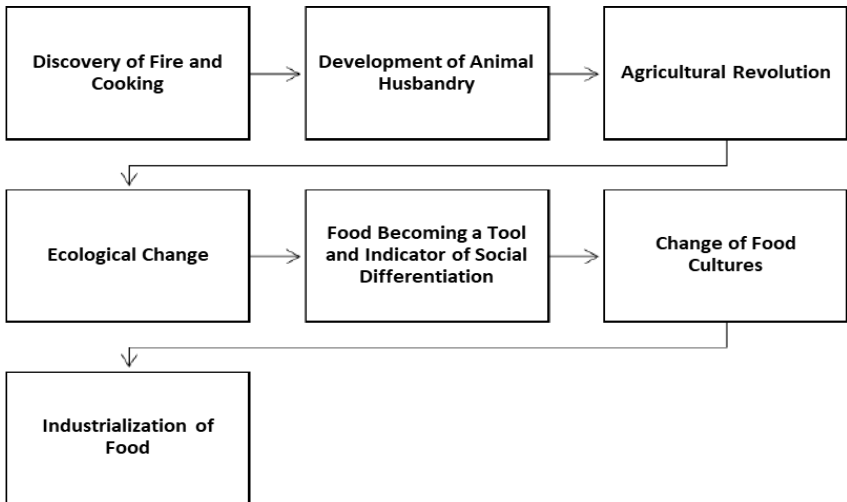 Discovery of Fire and
Cooking
Development of Animal
Husbandry
Agricultural Revolution
Ecological Change
Food Becoming a Tool
and Indicator of Social
Differentiation
Change of Food
Cultures
Industrialization of
Food